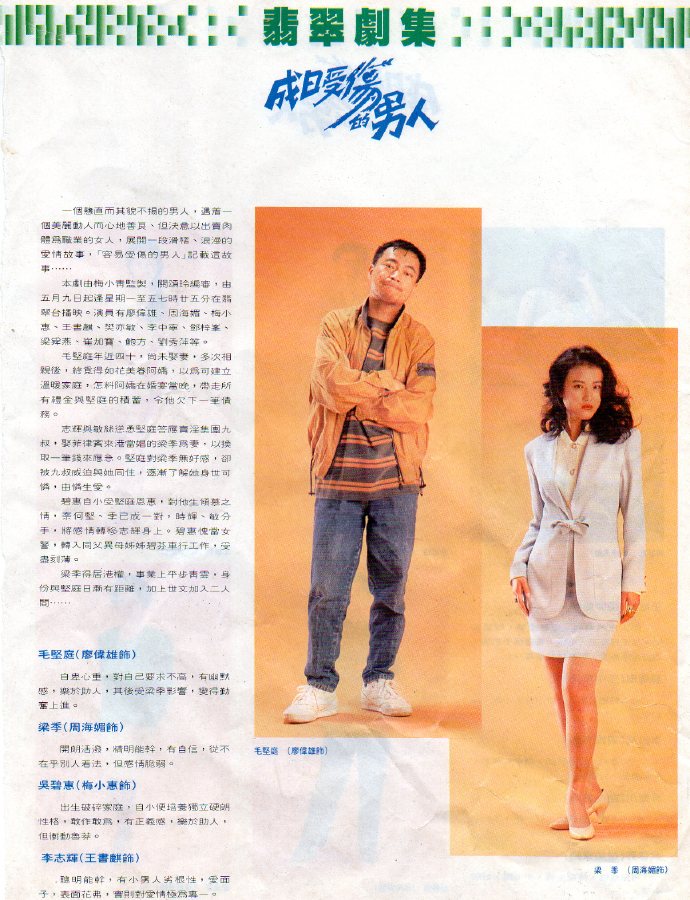 翡翠劇集
成日受傷的男人
一個戇直而其貌不揚的男人，遇着一
個美麗動人而心地善良、但決意以出賣肉
體為職業的女人，展開一段滑稽、浪漫的
愛情故事，「容易受傷的男人」記載這故
事……
本劇由梅小青監製，關頌玲編審，由
五月九日起逢星期一至五七時廿五分在翡
翠台播映。演員有廖偉雄、周海媚、梅小
惠、王書麒、李中寧、鄧梓峯、
梁舜燕、崔加寶、鮑方、劉秀萍等。
毛堅庭年近四十，尚未娶妻，多次相
親後，終覓得如花美眷阿嬌，以為可建立
溫暖家庭，怎料阿嬌在婚宴當晚，帶走所
有禮金與堅庭的積蓄，令他欠下一筆債
務。
志輝與敏絲慫恿堅庭答應賣淫集團九
叔，娶菲律賓來港當娼的梁季為妻，以換
取一筆錢來應急。堅庭對梁季無好感，卻
被九叔威迫與她同住，逐漸了解她身世可
憐，由憐生愛。
碧惠自小受堅庭恩惠，對他生傾慕之
情，奈何堅、季已成一對，時輝、敏分
手，將感情轉移志輝身上。碧惠愧當女
警，轉入同父異母姊姊碧芬車行工作，受
盡刻薄。
梁季得居港權，事業上平步青雲，身
份與堅庭日漸有距離，加上世文加入二人
間……
毛堅庭(廖偉雄飾)
自卑心重，對自己要求不高，有幽默
感，樂於助人，其後受梁季影響，變得勤
奮上進。
梁季(周海媚飾)
開朗活潑，精明能幹，有自信，從不
在乎別人看法，但感情脆弱。
吳碧惠(梅小惠飾)
出生破碎家庭，自小便培養獨立硬朗
性格，敢作敢為，有正義感，樂於助人，
但衝動魯莽。
李志輝(王書麒飾)
聰明能幹，有小男人劣根性，愛面
子，表面花弗，實則對愛情極為專一。
毛堅庭 (廖偉雄飾)
梁 季 (周海媚飾)